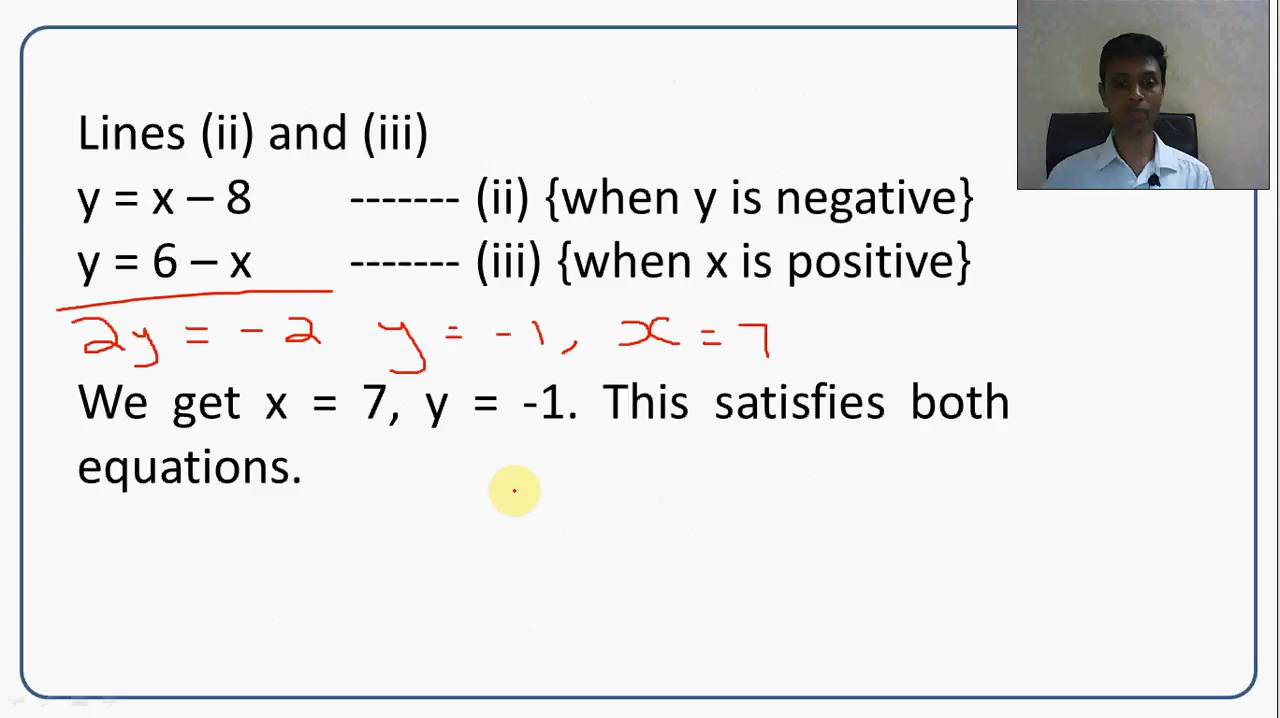 Lines (ii) and (iii)
y = x – 8 ------- (ii) {when y is negative}
y = 6 – x ------- (iii) {when x is positive}
2y = - 2 y = - 1, x = 7
We get x = 7, y = -1. This satisfies both
equations.